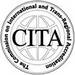 The Commission on International and Trans-Regional Accreditation
CITA